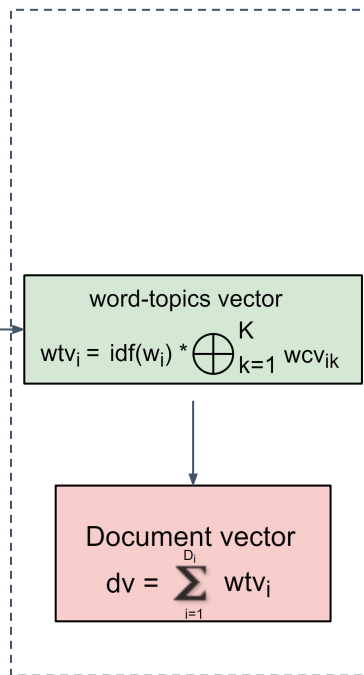 word-topics vector
wtvᵢ = idf(wᵢ) * ⨁ K k=1 wcvᵢₖ
Document vector
Dᵢ
dv = Σ wtvᵢ
i=1